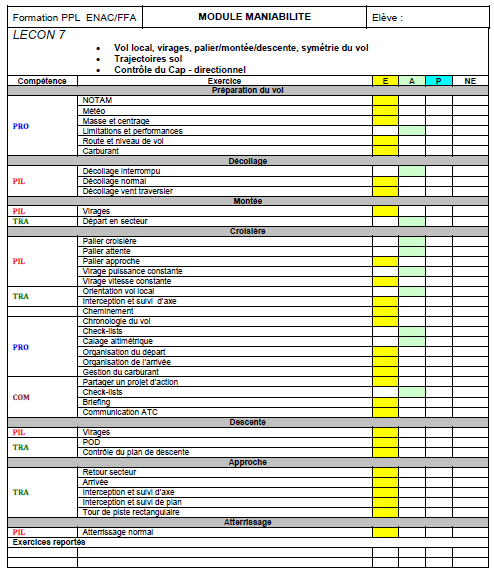 Formation PPL ENAC/FFA MODULE MANIABILITE Elève :
LECON 7
• Vol local, virages, palier/montée/descente, symétrie du vol
• Trajectoires sol
• Contrôle du Cap - directionnel
Compétence Exercice E A P NE
Préparation du vol
PRO
NOTAM
Météo
Masse et centrage
Limitations et performances
Route et niveau de vol
Carburant
Décollage
PIL
Décollage interrompu
Décollage normal
Décollage vent traversier
Montée
PIL Virages
TRA Départ en secteur
Croisière
PIL
Palier croisière
Palier attente
Palier approche
Virage puissance constante
Virage vitesse constante
TRA
Orientation vol local
Interception et suivi d'axe
PRO
Cheminement
Chronologie du vol
Check-lists
Calage altimétrique
Organisation du départ
Organisation de l'arrivée
Gestion du carburant
COM
Partager un projet d'action
Check-lists
Briefing
Communication ATC
Descente
PIL Virages
TRA
POD
Contrôle du plan de descente
Approche
TRA
Retour secteur
Arrivée
Interception et suivi d'axe
Interception et suivi de plan
Tour de piste rectangulaire
Atterrissage
PIL Atterrissage normal
Exercices reportés